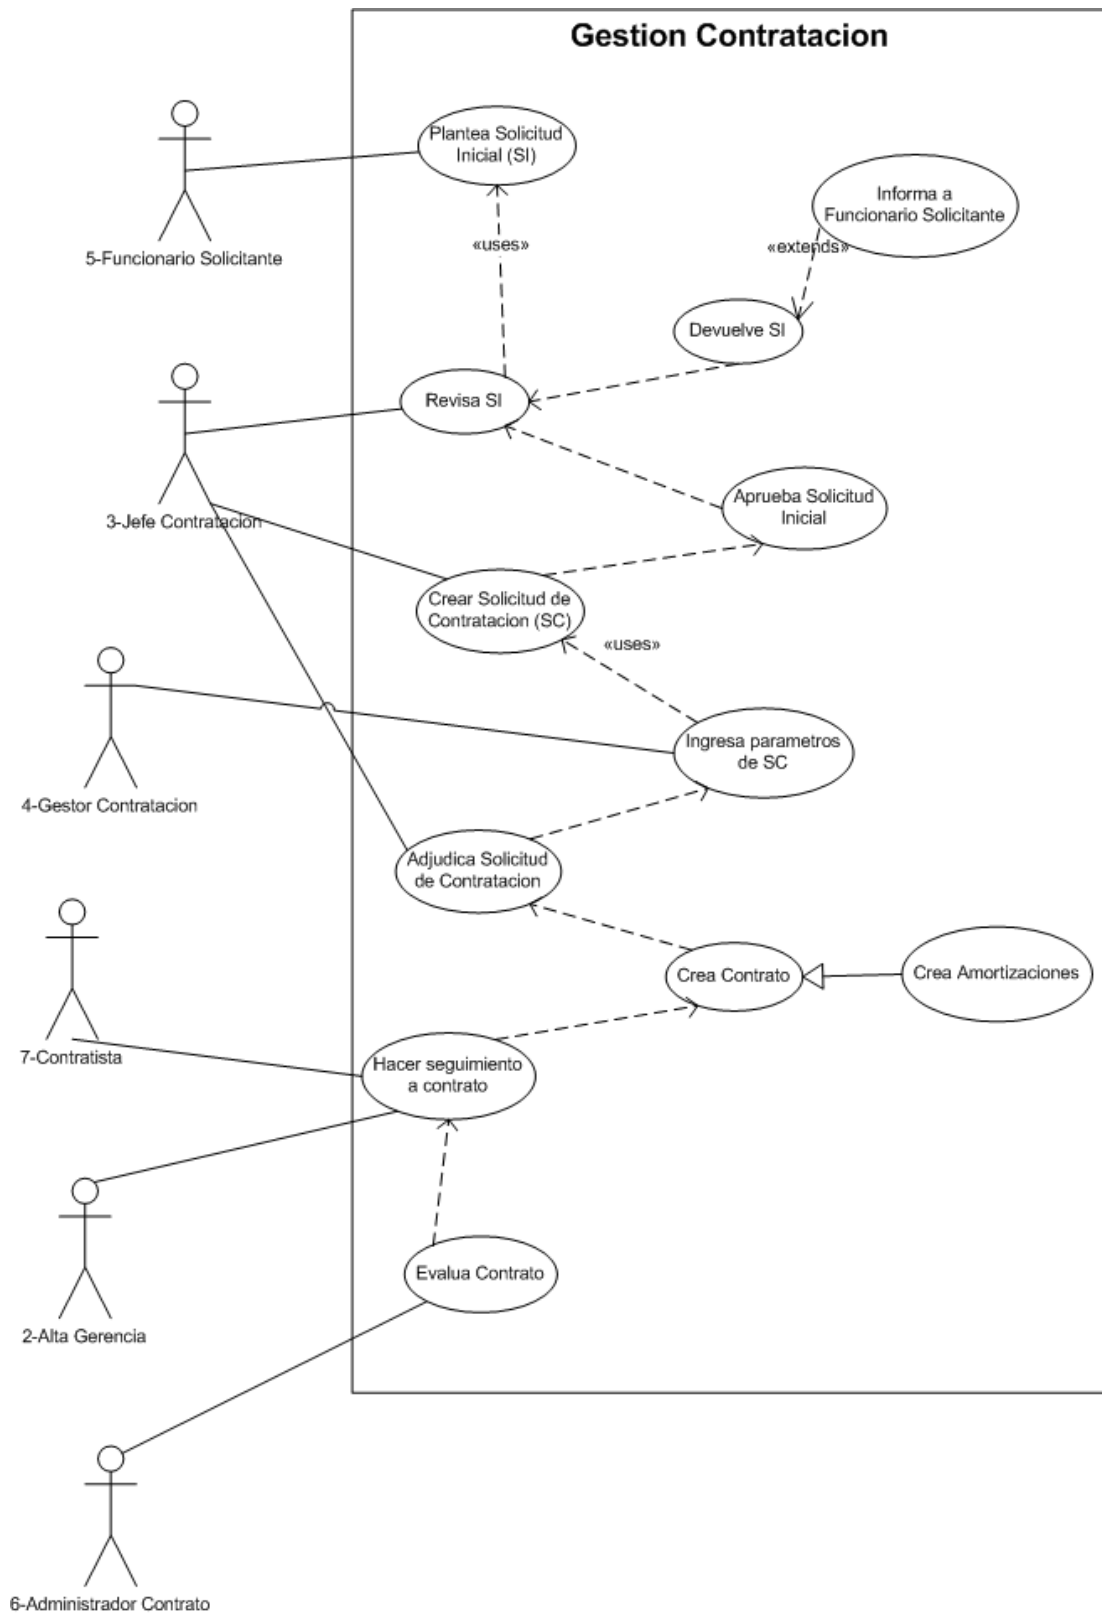 Gestion Contratacion
Plantea Solicitud
Inicial (SI)
Informa a
Funcionario Solicitante
«uses»
«extends»
5-Funcionario Solicitante
Devuelve SI
Revisa SI
Aprueba Solicitud
Inicial
3-Jefe Contratacion
Crear Solicitud de
Contratacion (SC)
«uses»
Ingresa parametros
de SC
4-Gestor Contratacion
Adjudica Solicitud
de Contratacion
Crea Contrato
Crea Amortizaciones
7-Contratista
Hacer seguimiento
a contrato
Evalua Contrato
2-Alta Gerencia
6-Administrador Contrato